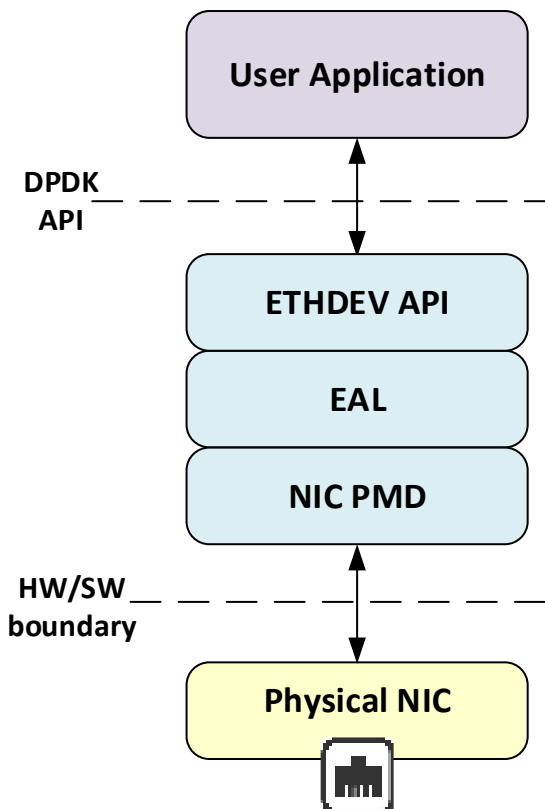 User Application
DPDK
API
ETHDEV API
EAL
NIC PMD
HW/SW
boundary
Physical NIC